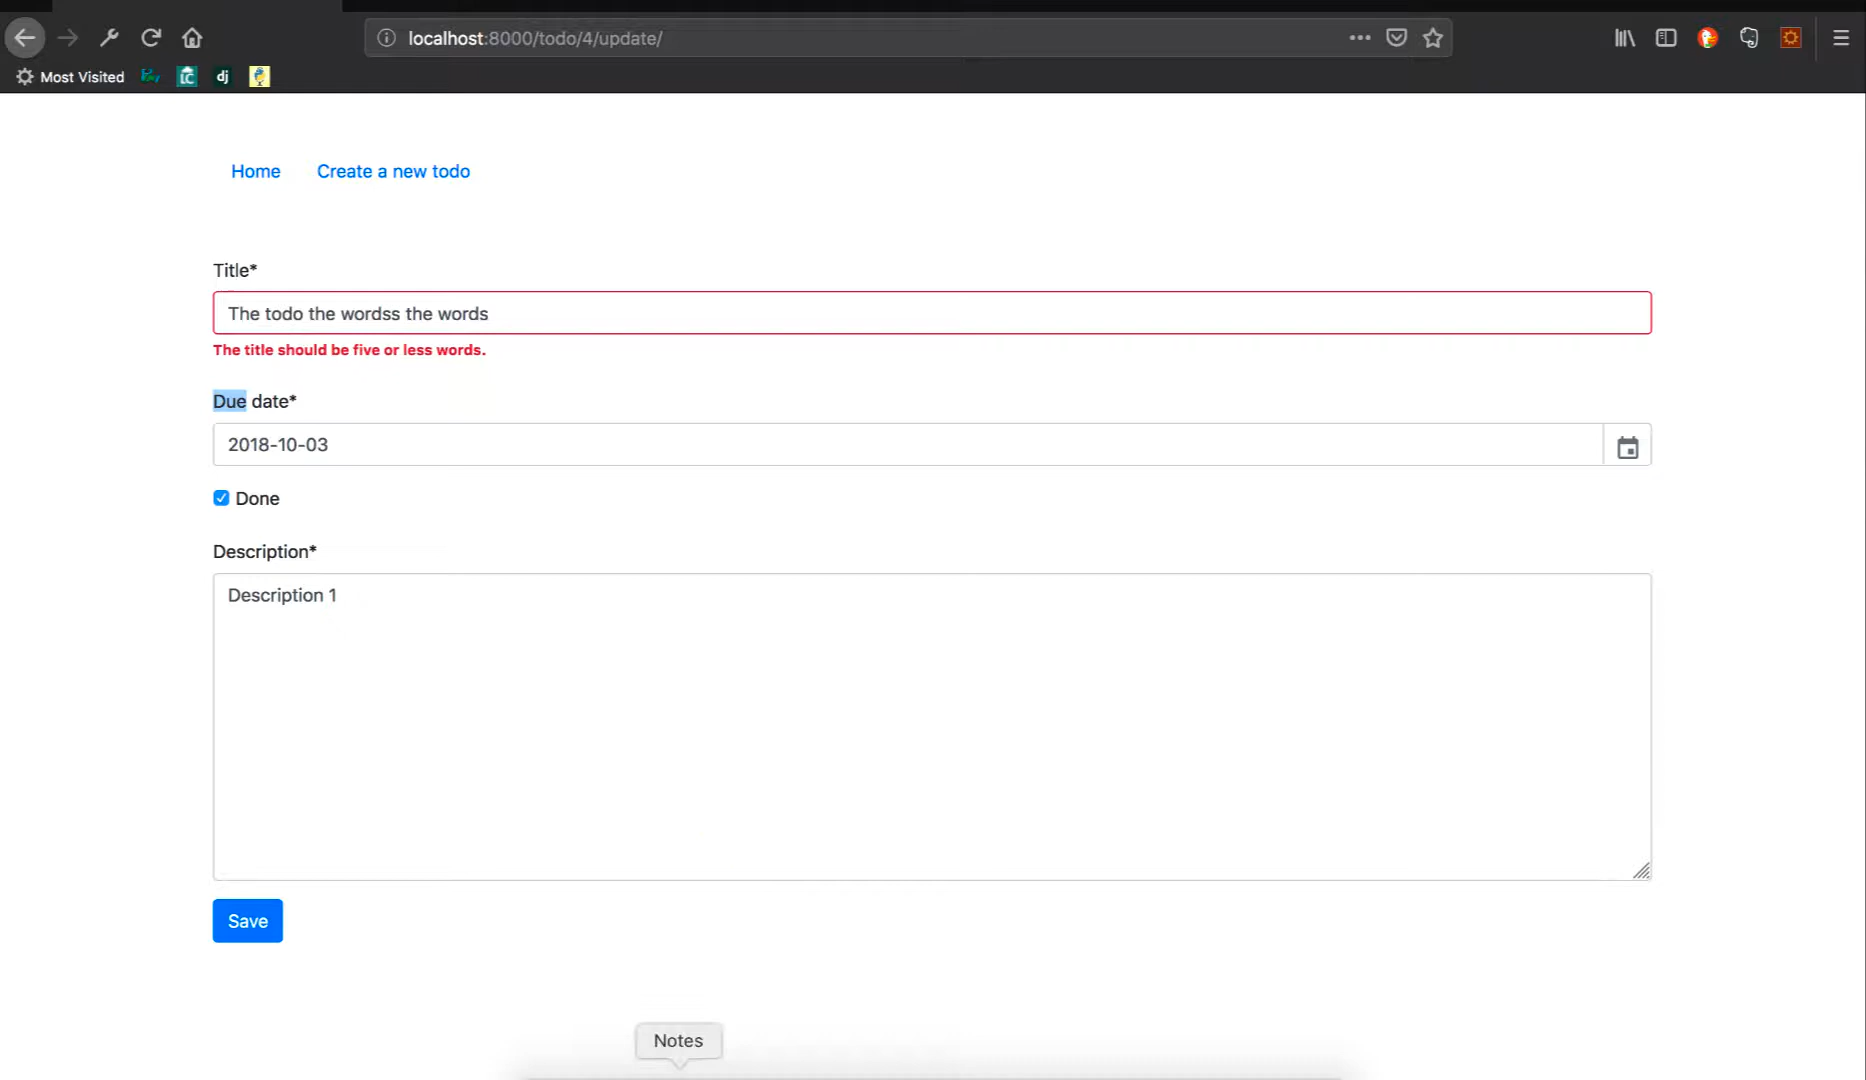 localhost:8000/todo/4/update/
Most Visited
LC
dj
Home Create a new todo
Title*
The todo the wordss the words
The title should be five or less words.
Due date*
2018-10-03
Done
Description*
Description 1
Save
Notes